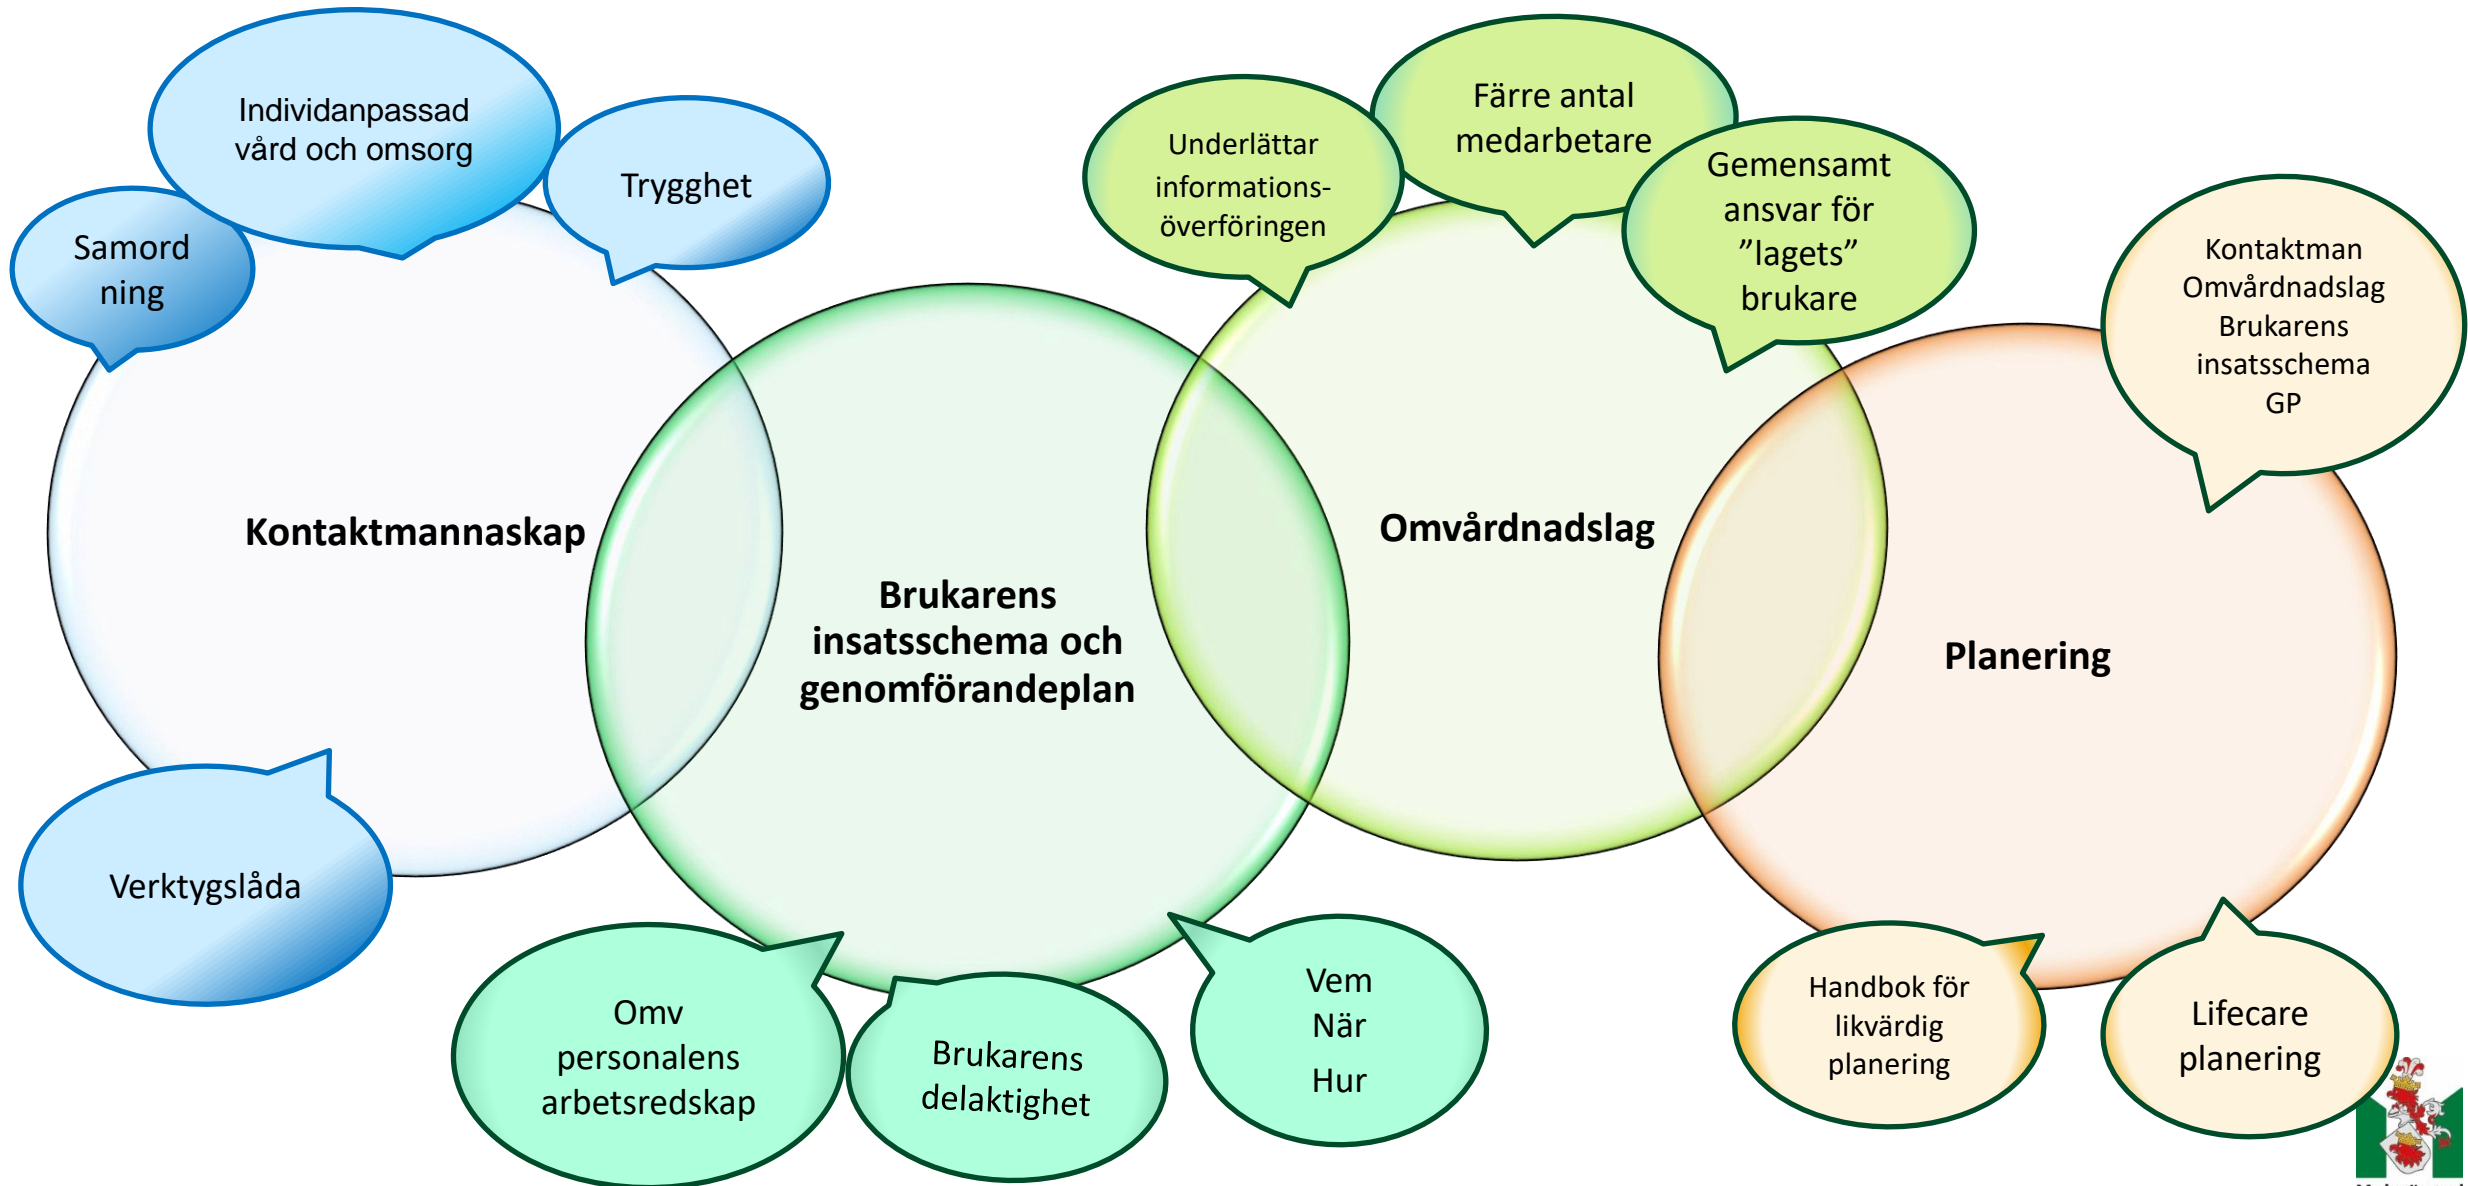 Individanpassad
vård och omsorg
Trygghet
Samord
ning
Kontaktmannaskap
Verktygslåda
Brukarens
insatsschema och
genomförandeplan
Omv
personalens
arbetsredskap
Brukarens
delaktighet
Vem
När
Hur
Underlättar
informations-
överföringen
Färre antal
medarbetare
Gemensamt
ansvar för
”lagets”
brukare
Omvårdnadslag
Kontaktman
Omvårdnadslag
Brukarens
insatsschema
GP
Planering
Handbok för
likvärdig
planering
Lifecare
planering